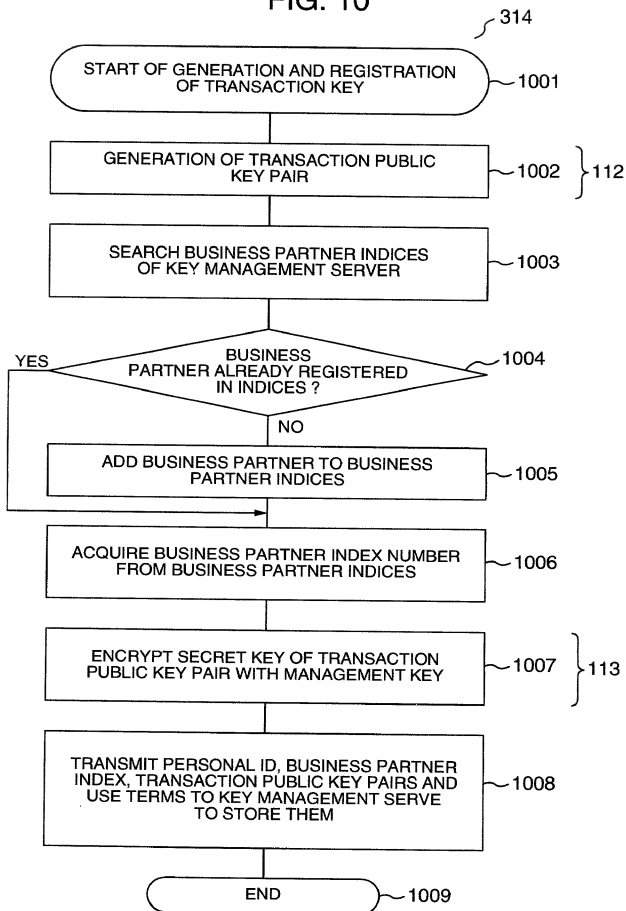 FIG. 10
314
START OF GENERATION AND REGISTRATION
OF TRANSACTION KEY
1001
GENERATION OF TRANSACTION PUBLIC
KEY PAIR
1002
112
SEARCH BUSINESS PARTNER INDICES
OF KEY MANAGEMENT SERVER
1003
YES
BUSINESS
PARTNER ALREADY REGISTERED
IN INDICES ?
1004
NO
ADD BUSINESS PARTNER TO BUSINESS
PARTNER INDICES
1005
ACQUIRE BUSINESS PARTNER INDEX NUMBER
FROM BUSINESS PARTNER INDICES
1006
ENCRYPT SECRET KEY OF TRANSACTION
PUBLIC KEY PAIR WITH MANAGEMENT KEY
1007
113
TRANSMIT PERSONAL ID, BUSINESS PARTNER
INDEX, TRANSACTION PUBLIC KEY PAIRS AND
USE TERMS TO KEY MANAGEMENT SERVE
TO STORE THEM
1008
END
1009